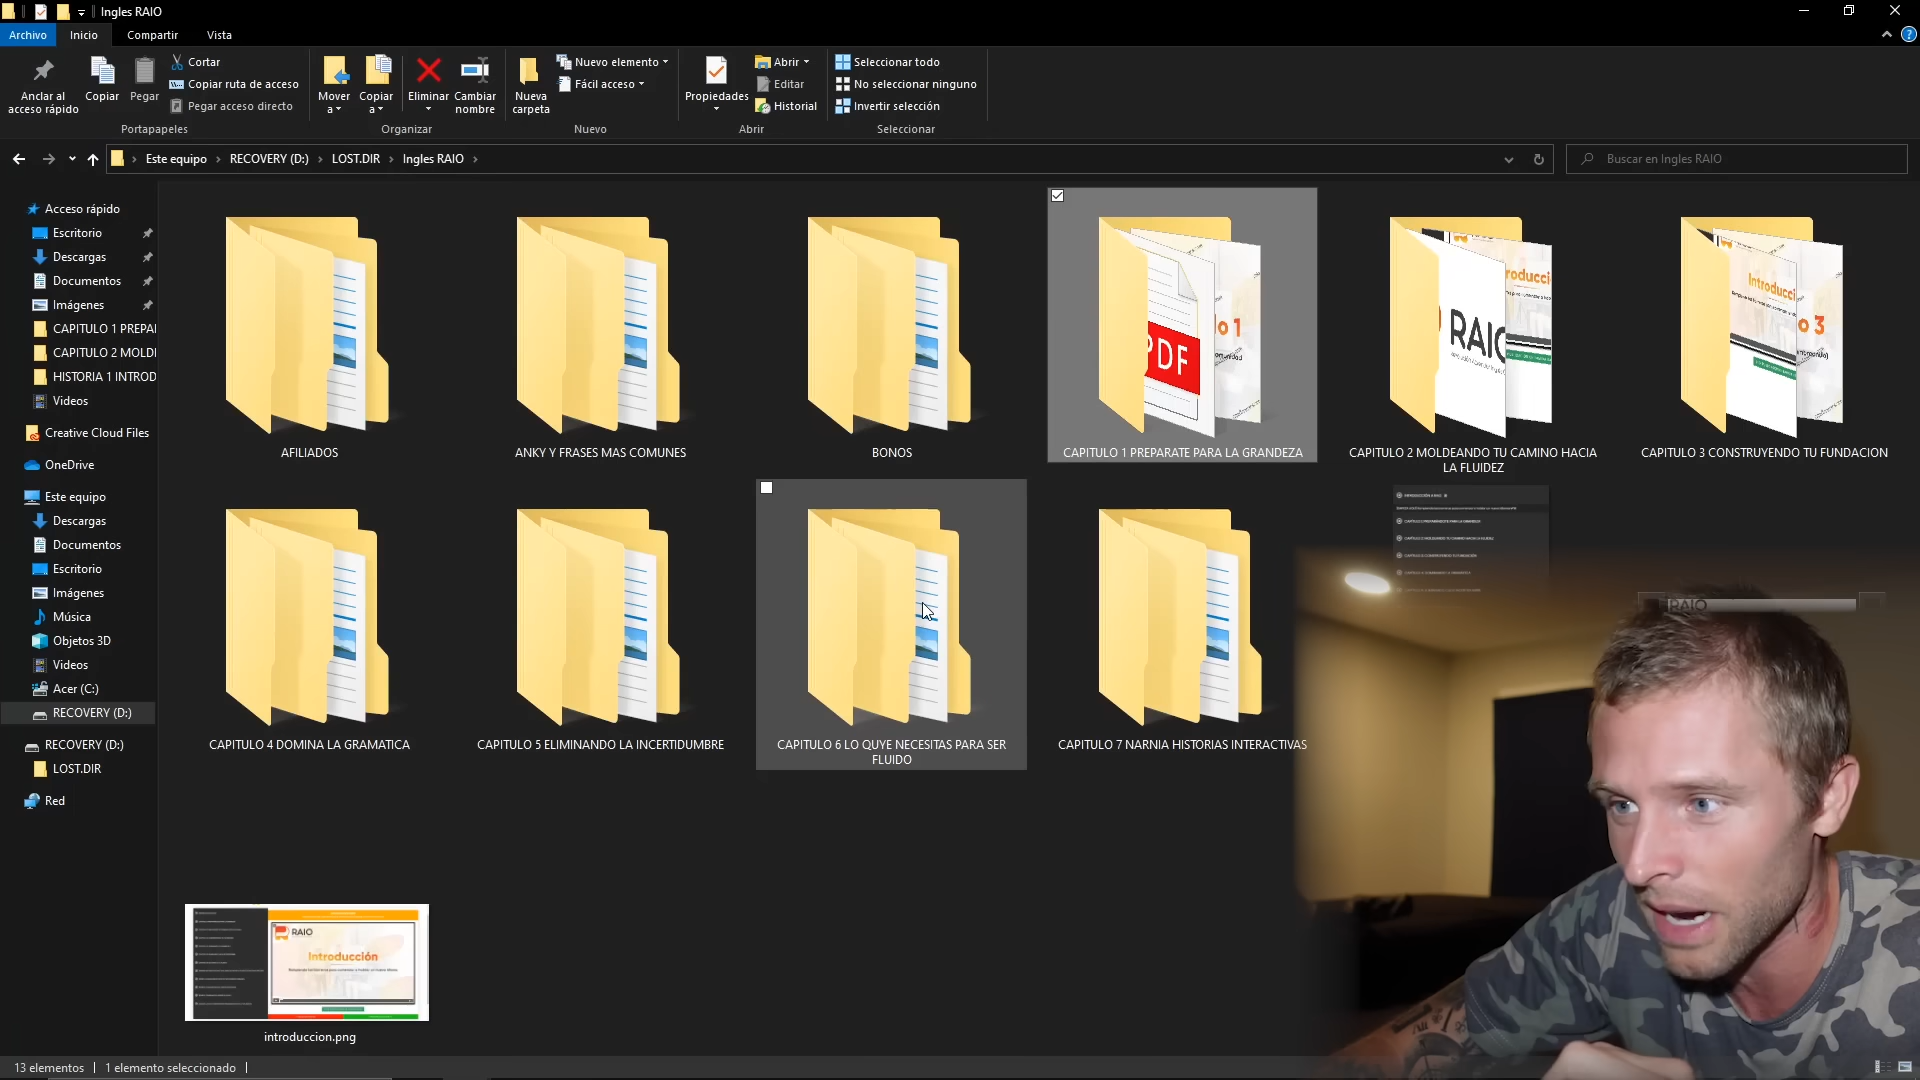 Ingles RAIO
Archivo Inicio Compartir Vista
Anclar al acceso rápido
Copiar
Pegar
Cortar
Copiar ruta de acceso
Pegar acceso directo
Portapapeles
Mover a
Copiar a
Eliminar
Cambiar nombre
Organizar
Nueva carpeta
Nuevo elemento
Fácil acceso
Nuevo
Propiedades
Abrir
Editar
Historial
Abrir
Seleccionar todo
No seleccionar ninguno
Invertir selección
Seleccionar
Este equipo RECOVERY (D:) LOST.DIR Ingles RAIO
Buscar en Ingles RAIO
Acceso rápido
Escritorio
Descargas
Documentos
Imágenes
CAPITULO 1 PREPAI
CAPITULO 2 MOLDI
HISTORIA 1 INTROD
Videos
Creative Cloud Files
OneDrive
Este equipo
Descargas
Documentos
Escritorio
Imágenes
Música
Objetos 3D
Videos
Acer (C:)
RECOVERY (D:)
RECOVERY (D:)
LOST.DIR
Red
AFILIADOS
ANKY Y FRASES MAS COMUNES
BONOS
PDF
o 1
CAPITULO 1 PREPARATE PARA LA GRANDEZA
RAIO
roducci
CAPITULO 2 MOLDEANDO TU CAMINO HACIA
LA FLUIDEZ
Introducci
o 3
CAPITULO 3 CONSTRUYENDO TU FUNDACION
CAPITULO 4 DOMINA LA GRAMATICA
CAPITULO 5 ELIMINANDO LA INCERTIDUMBRE
CAPITULO 6 LO QUYE NECESITAS PARA SER
FLUIDO
CAPITULO 7 NARNIA HISTORIAS INTERACTIVAS
RAIO
RAIO
Introducción
introduccion.png
13 elementos 1 elemento seleccionado